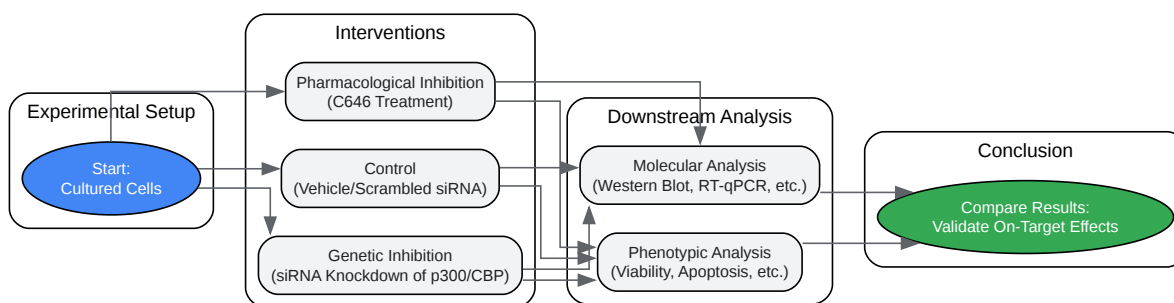 Experimental Setup
Start:
Cultured Cells
Interventions
Pharmacological Inhibition
(C646 Treatment)
Control
(Vehicle/Scrambled siRNA)
Genetic Inhibition
(siRNA Knockdown of p300/CBP)
Downstream Analysis
Molecular Analysis
(Western Blot, RT-qPCR, etc.)
Phenotypic Analysis
(Viability, Apoptosis, etc.)
Conclusion
Compare Results:
Validate On-Target Effects